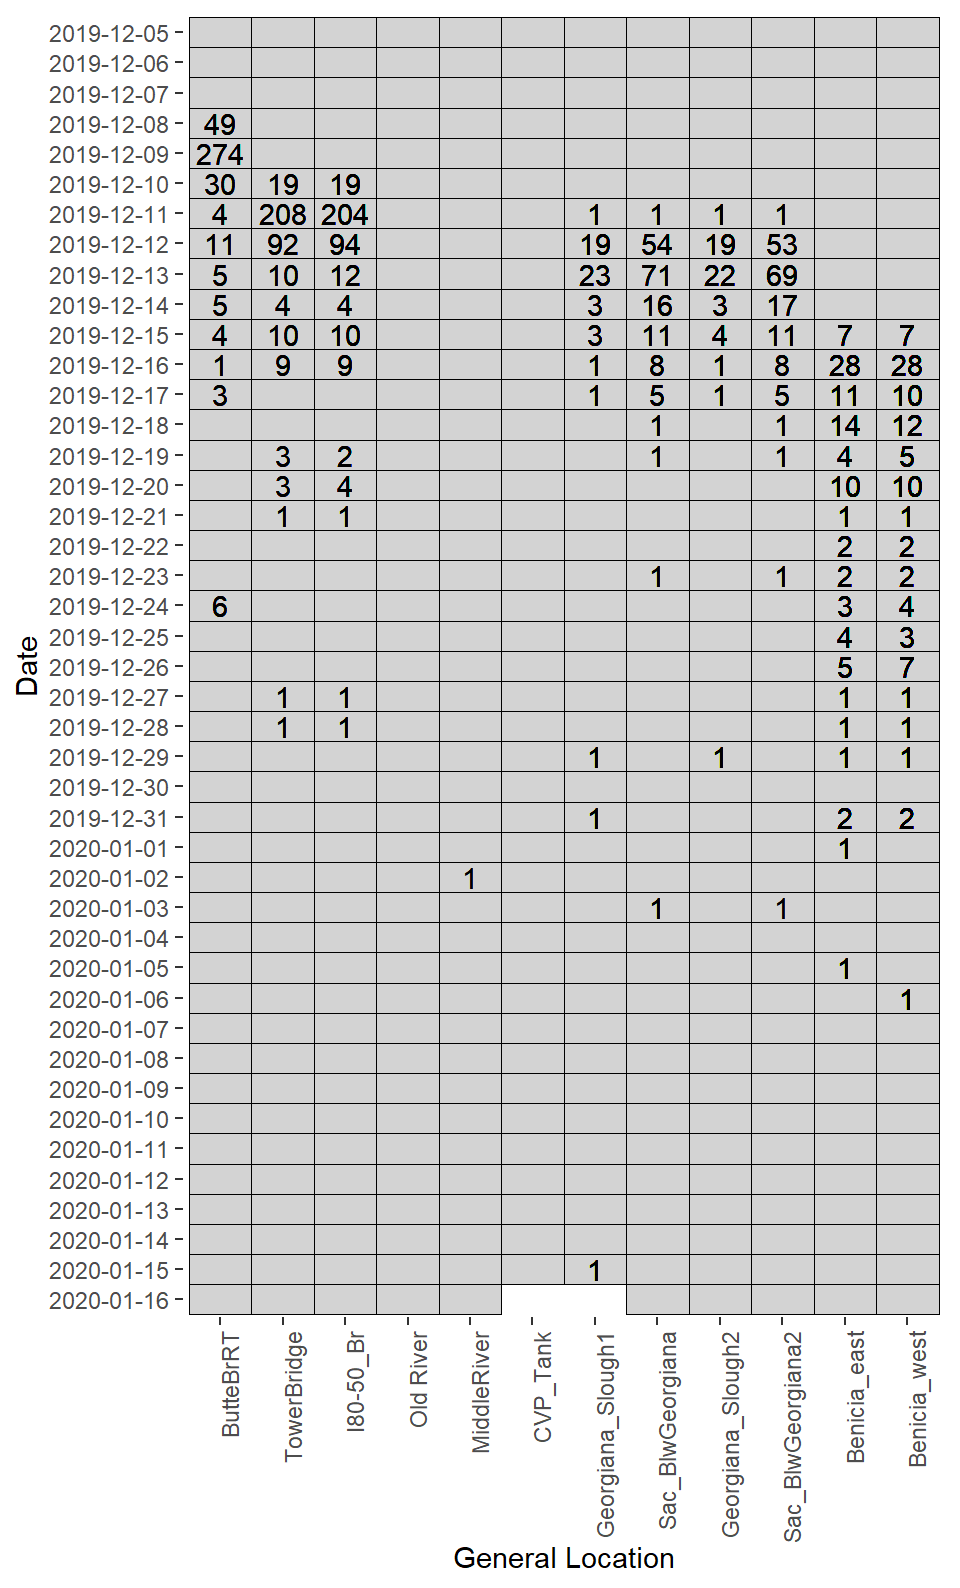 2019-12-05
2019-12-06
2019-12-07
2019-12-08 49
2019-12-09 274
2019-12-10 30 19 19
2019-12-11 4 208 204 1 1 1 1
2019-12-12 11 92 94 19 54 19 53
2019-12-13 5 10 12 23 71 22 69
2019-12-14 5 4 4 3 16 3 17
2019-12-15 4 10 10 3 11 4 11 7 7
2019-12-16 1 9 9 1 8 1 8 28 28
2019-12-17 3 1 5 1 5 11 10
2019-12-18 1 1 14 12
2019-12-19 3 2 1 1 4 5
2019-12-20 3 4 10 10
2019-12-21 1 1 1 1
2019-12-22 2 2
2019-12-23 1 1 2 2
2019-12-24 6 3 4
2019-12-25 4 3
2019-12-26 5 7
2019-12-27 1 1 1 1
2019-12-28 1 1 1 1
2019-12-29 1 1 1 1
2019-12-30
2019-12-31 1 2 2
2020-01-01 1
2020-01-02 1
2020-01-03 1 1
2020-01-04
2020-01-05 1
2020-01-06 1
2020-01-07
2020-01-08
2020-01-09
2020-01-10
2020-01-11
2020-01-12
2020-01-13
2020-01-14
2020-01-15 1
2020-01-16
Date
ButteBrRT
TowerBridge
I80-50_Br
Old River
MiddleRiver
CVP_Tank
Georgiana_Slough1
Sac_BlwGeorgiana
Georgiana_Slough2
Sac_BlwGeorgiana2
Benicia_east
Benicia_west
General Location